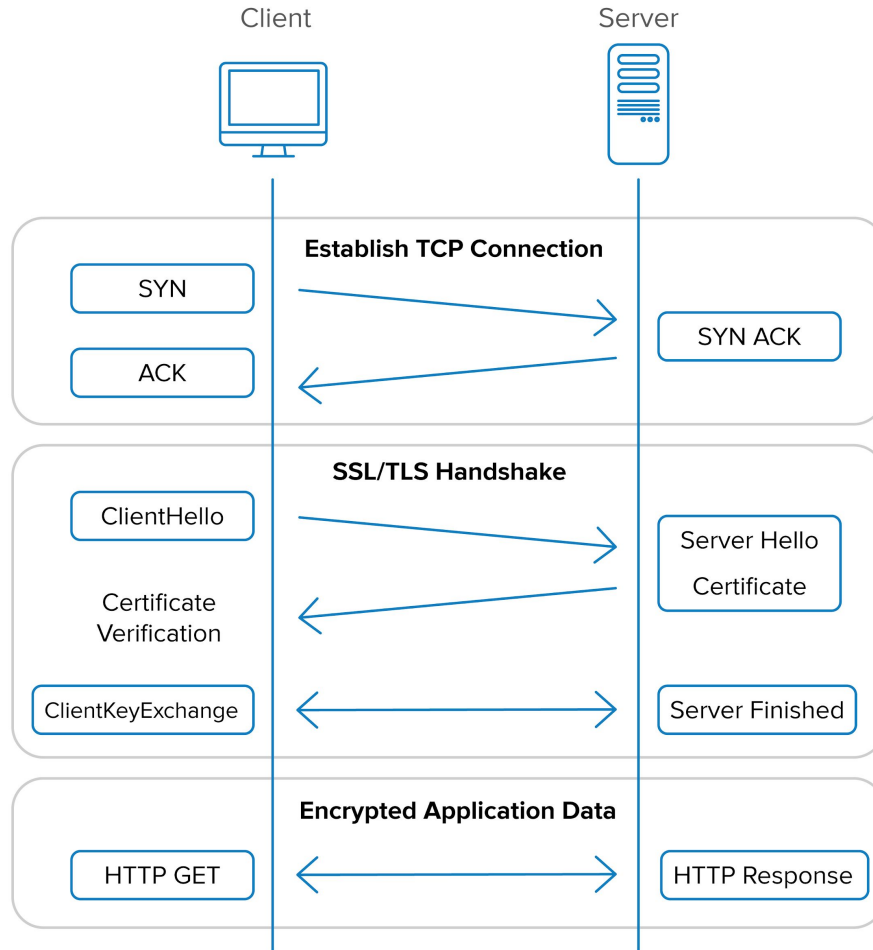 Client
Server
Establish TCP Connection
SYN
SYN ACK
ACK
SSL/TLS Handshake
ClientHello
Server Hello
Certificate
Certificate
Verification
ClientKeyExchange
Server Finished
Encrypted Application Data
HTTP GET
HTTP Response